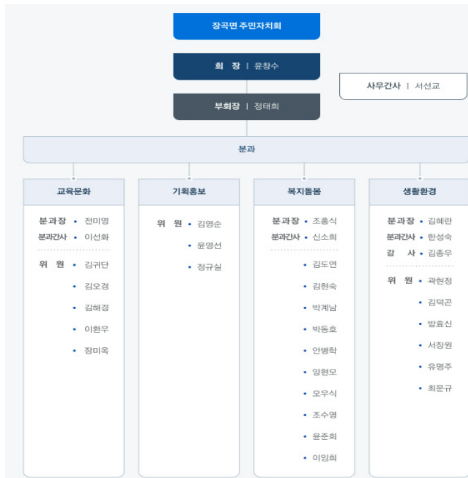 장곡면 주민자치회
회 장 | 윤창수
사무간사 | 서선교
부회장 | 정태희
분과
교육문화
분과장 • 전미영
분과간사 • 이선화
위 원 • 김귀단
• 김오경
• 김해경
• 이환우
• 장미옥
기획홍보
위 원 • 김명순
• 윤영선
• 정규실
복지돌봄
분과장 • 조홍식
분과간사 • 신소희
• 김도연
• 김현숙
• 박계남
• 박동호
• 안병학
• 양현모
• 오우식
• 조수영
• 윤준희
• 이임희
생활환경
분과장 • 김혜란
분과간사 • 한성숙
감 사 • 김종우
위 원 • 곽현정
• 김덕곤
• 방효신
• 서장원
• 유명주
• 최문규